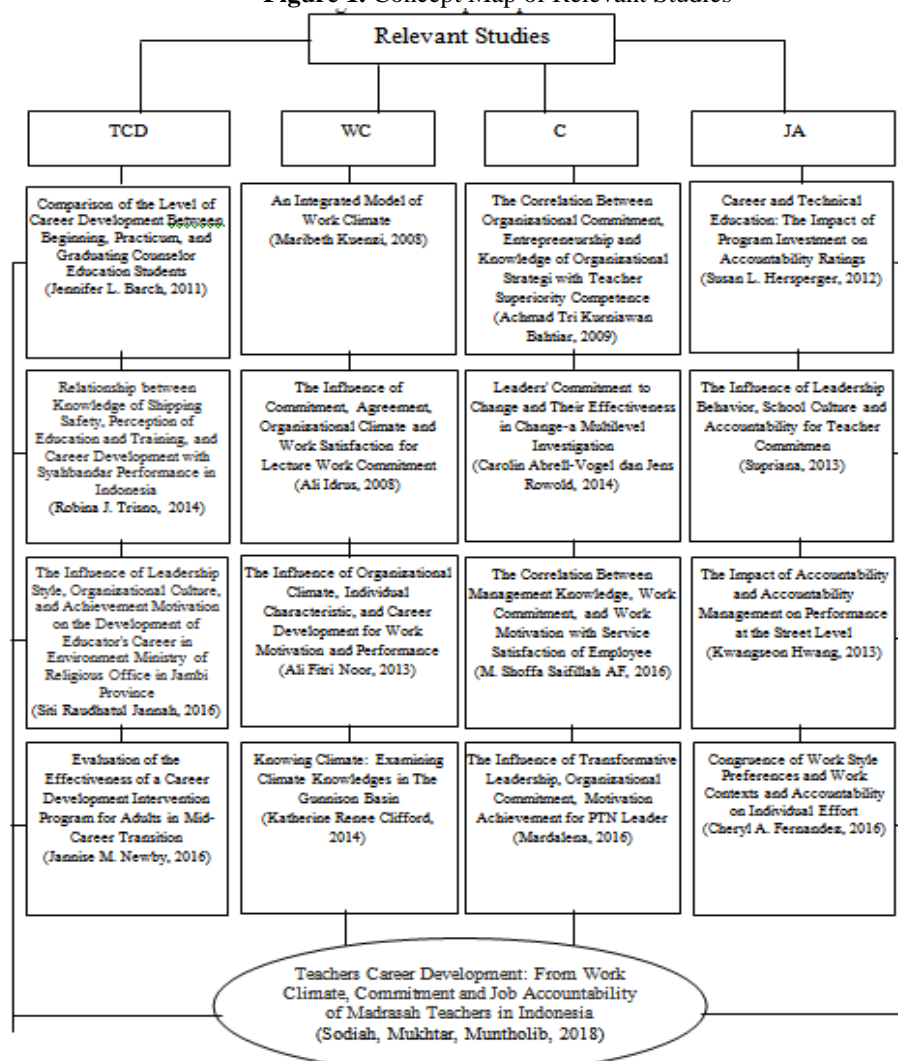 Figure 1. Concept Map of Relevant Studies
Relevant Studies
TCD
WC
C
JA
Comparison of the Level of
Career Development Between
Beginning, Practicum, and
Graduating Counselor
Education Students
(Jennifer L. Barch, 2011)
An Integrated Model of
Work Climate
(Maribeth Kuenzi, 2008)
The Correlation Between
Organizational Commitment,
Entrepreneurship and
Knowledge of Organizational
Strategi with Teacher
Superiority Competence
(Achmad Tri Kurniawan
Bahtiar, 2009)
Career and Technical
Education: The Impact of
Program Investment on
Accountability Ratings
(Susan L. Hersperger, 2012)
Relationship between
Knowledge of Shipping
Safety, Perception of
Education and Training, and
Career Development with
Syahbandar Performance in
Indonesia
(Robina J. Trisno, 2014)
The Influence of
Commitment, Agreement,
Organizational Climate and
Work Satisfaction for
Lecture Work Commitment
(Ali Idrus, 2008)
Leaders' Commitment to
Change and Their Effectiveness
in Change-a Multilevel
Investigation
(Carolin Abrell-Vogel dan Jens
Rowold, 2014)
The Influence of Leadership
Behavior, School Culture and
Accountability for Teacher
Commitmen
(Supriana, 2013)
The Influence of Leadership
Style, Organizational Culture,
and Achievement Motivation
on the Development of
Educator's Career in
Environment Ministry of
Religious Office in Jambi
Province
(Siti Raudhatul Jannah, 2016)
The Influence of Organizational
Climate, Individual
Characteristic, and Career
Development for Work
Motivation and Performance
(Ali Fitri Noor, 2013)
The Correlation Between
Management Knowledge, Work
Commitment, and Work
Motivation with Service
Satisfaction of Employee
(M. Shoffa Saifillah AF, 2016)
The Impact of Accountability
and Accountability
Management on Performance
at the Street Level
(Kwangseon Hwang, 2013)
Evaluation of the
Effectiveness of a Career
Development Intervention
Program for Adults in Mid-
Career Transition
(Jannise M. Newby, 2016)
Knowing Climate: Examining
Climate Knowledges in The
Gunnison Basin
(Katherine Renee Clifford,
2014)
The Influence of Transformative
Leadership, Organizational
Commitment, Motivation
Achievement for PTN Leader
(Mardalena, 2016)
Congruence of Work Style
Preferences and Work
Contexts and Accountability
on Individual Effort
(Cheryl A. Fernandez, 2016)
Teachers Career Development: From Work
Climate, Commitment and Job Accountability
of Madrasah Teachers in Indonesia
(Sodiah, Mukhtar, Muntholib, 2018)